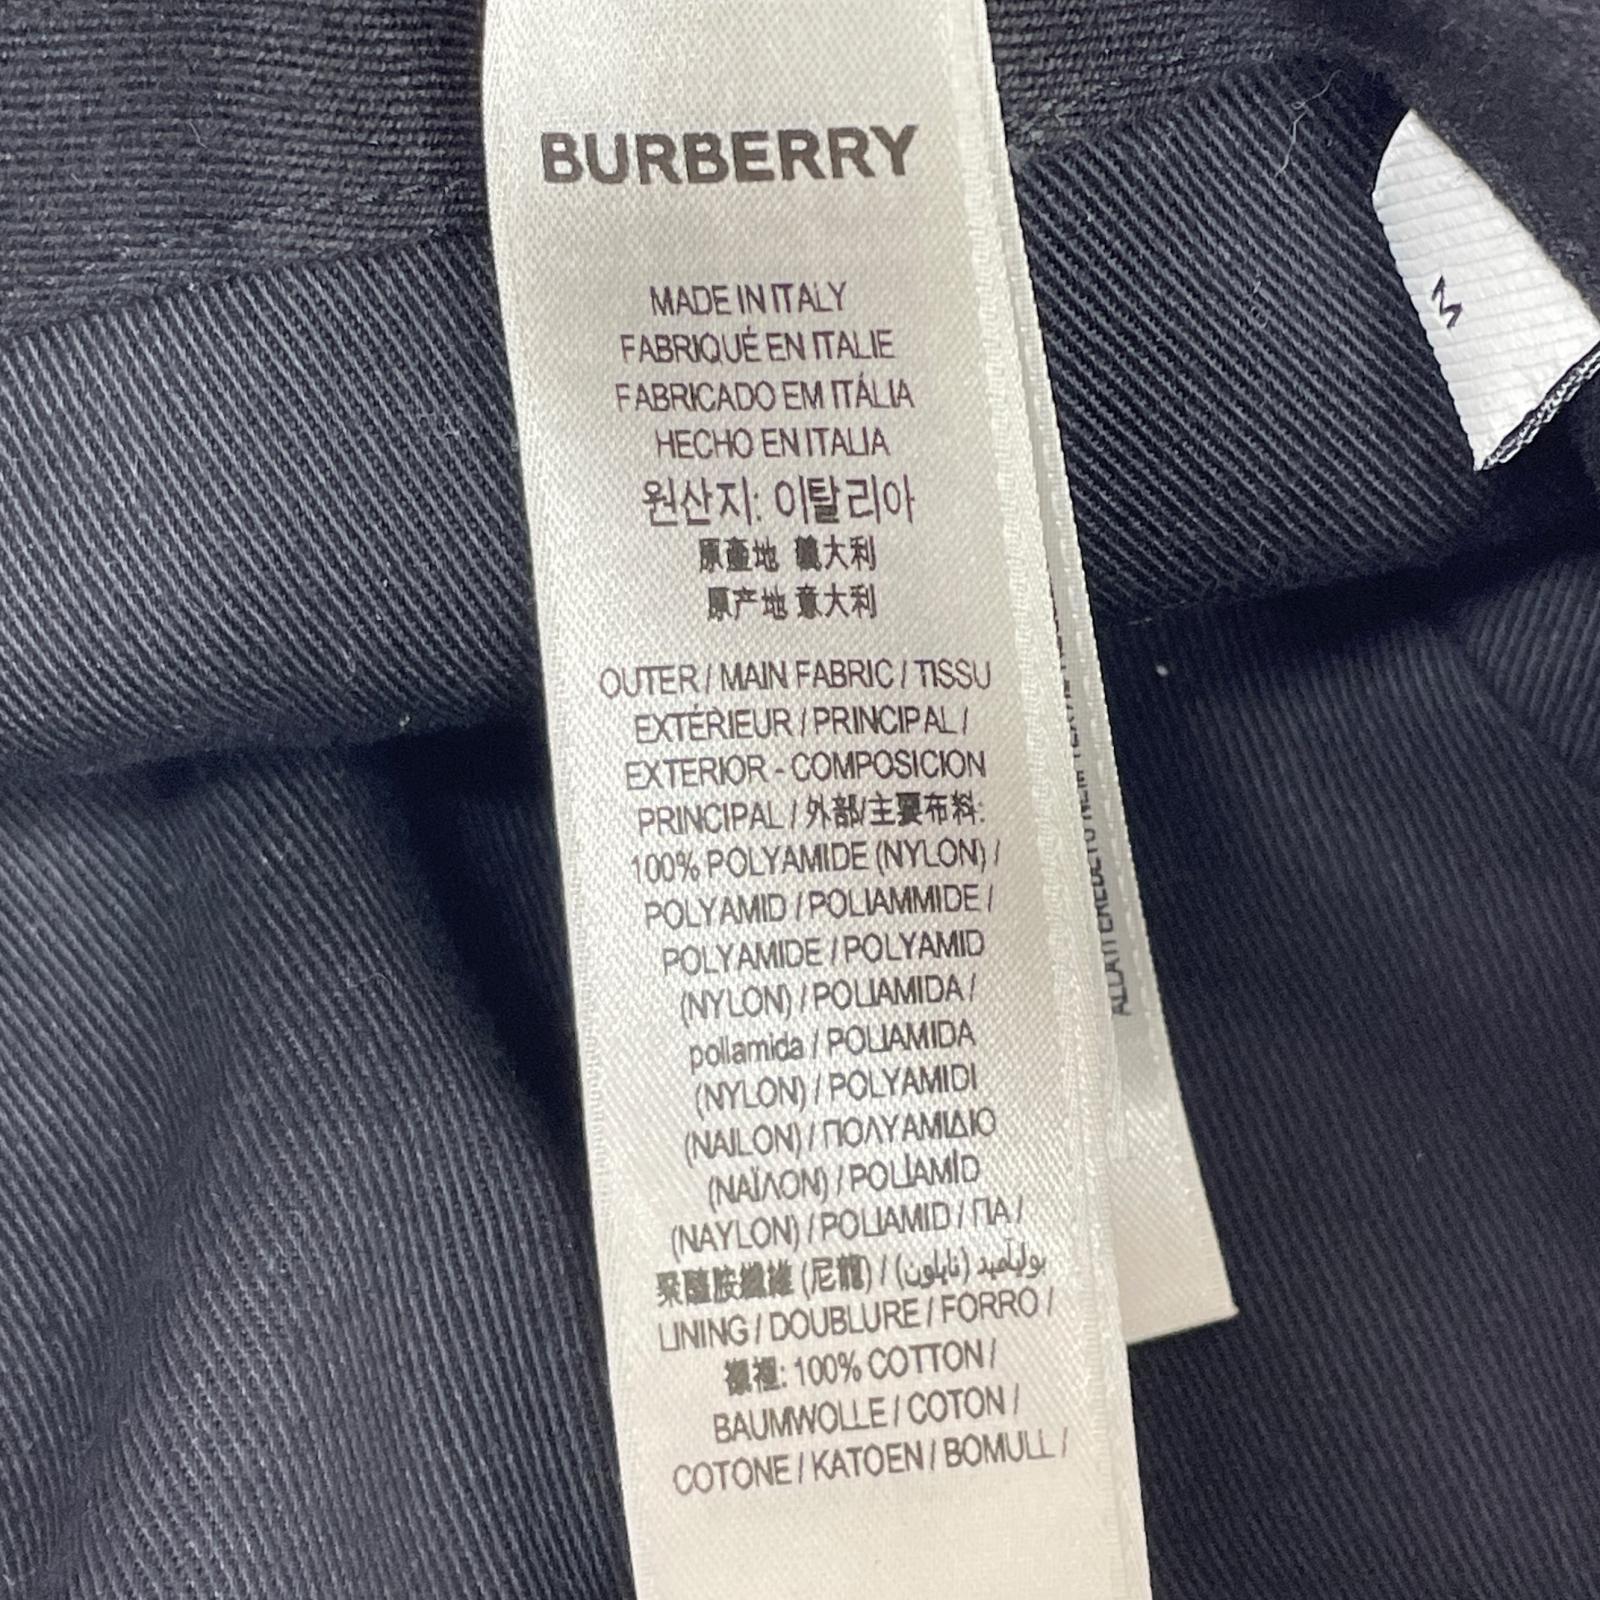 BURBERRY
MADE IN ITALY
FABRIQUÉ EN ITALIE
FABRICADO EM ITÁLIA
HECHO EN ITALIA
원산지: 이탈리아
原產地 義大利
原产地 意大利
OUTER / MAIN FABRIC / TISSU
EXTÉRIEUR / PRINCIPAL /
EXTERIOR - COMPOSICION
PRINCIPAL / 外部/主要布料:
100% POLYAMIDE (NYLON) /
POLYAMID / POLIAMMIDE /
POLYAMIDE / POLYAMID
(NYLON) / POLIAMIDA /
poliamida / POLIAMIDA
(NYLON) / POLYAMIDI
(NAILON) / ΠΟΛΥΑΜΙΔΙΟ
(ΝΑΪΛΟΝ) / POLİAMİD
(NAYLON) / POLIAMID / ПА /
聚醯胺纖維 (尼龍) / بوليآميد (نايلون)
LINING / DOUBLURE / FORRO /
襯裡: 100% COTTON /
BAUMWOLLE / COTON /
COTONE / KATOEN / BOMULL /
M